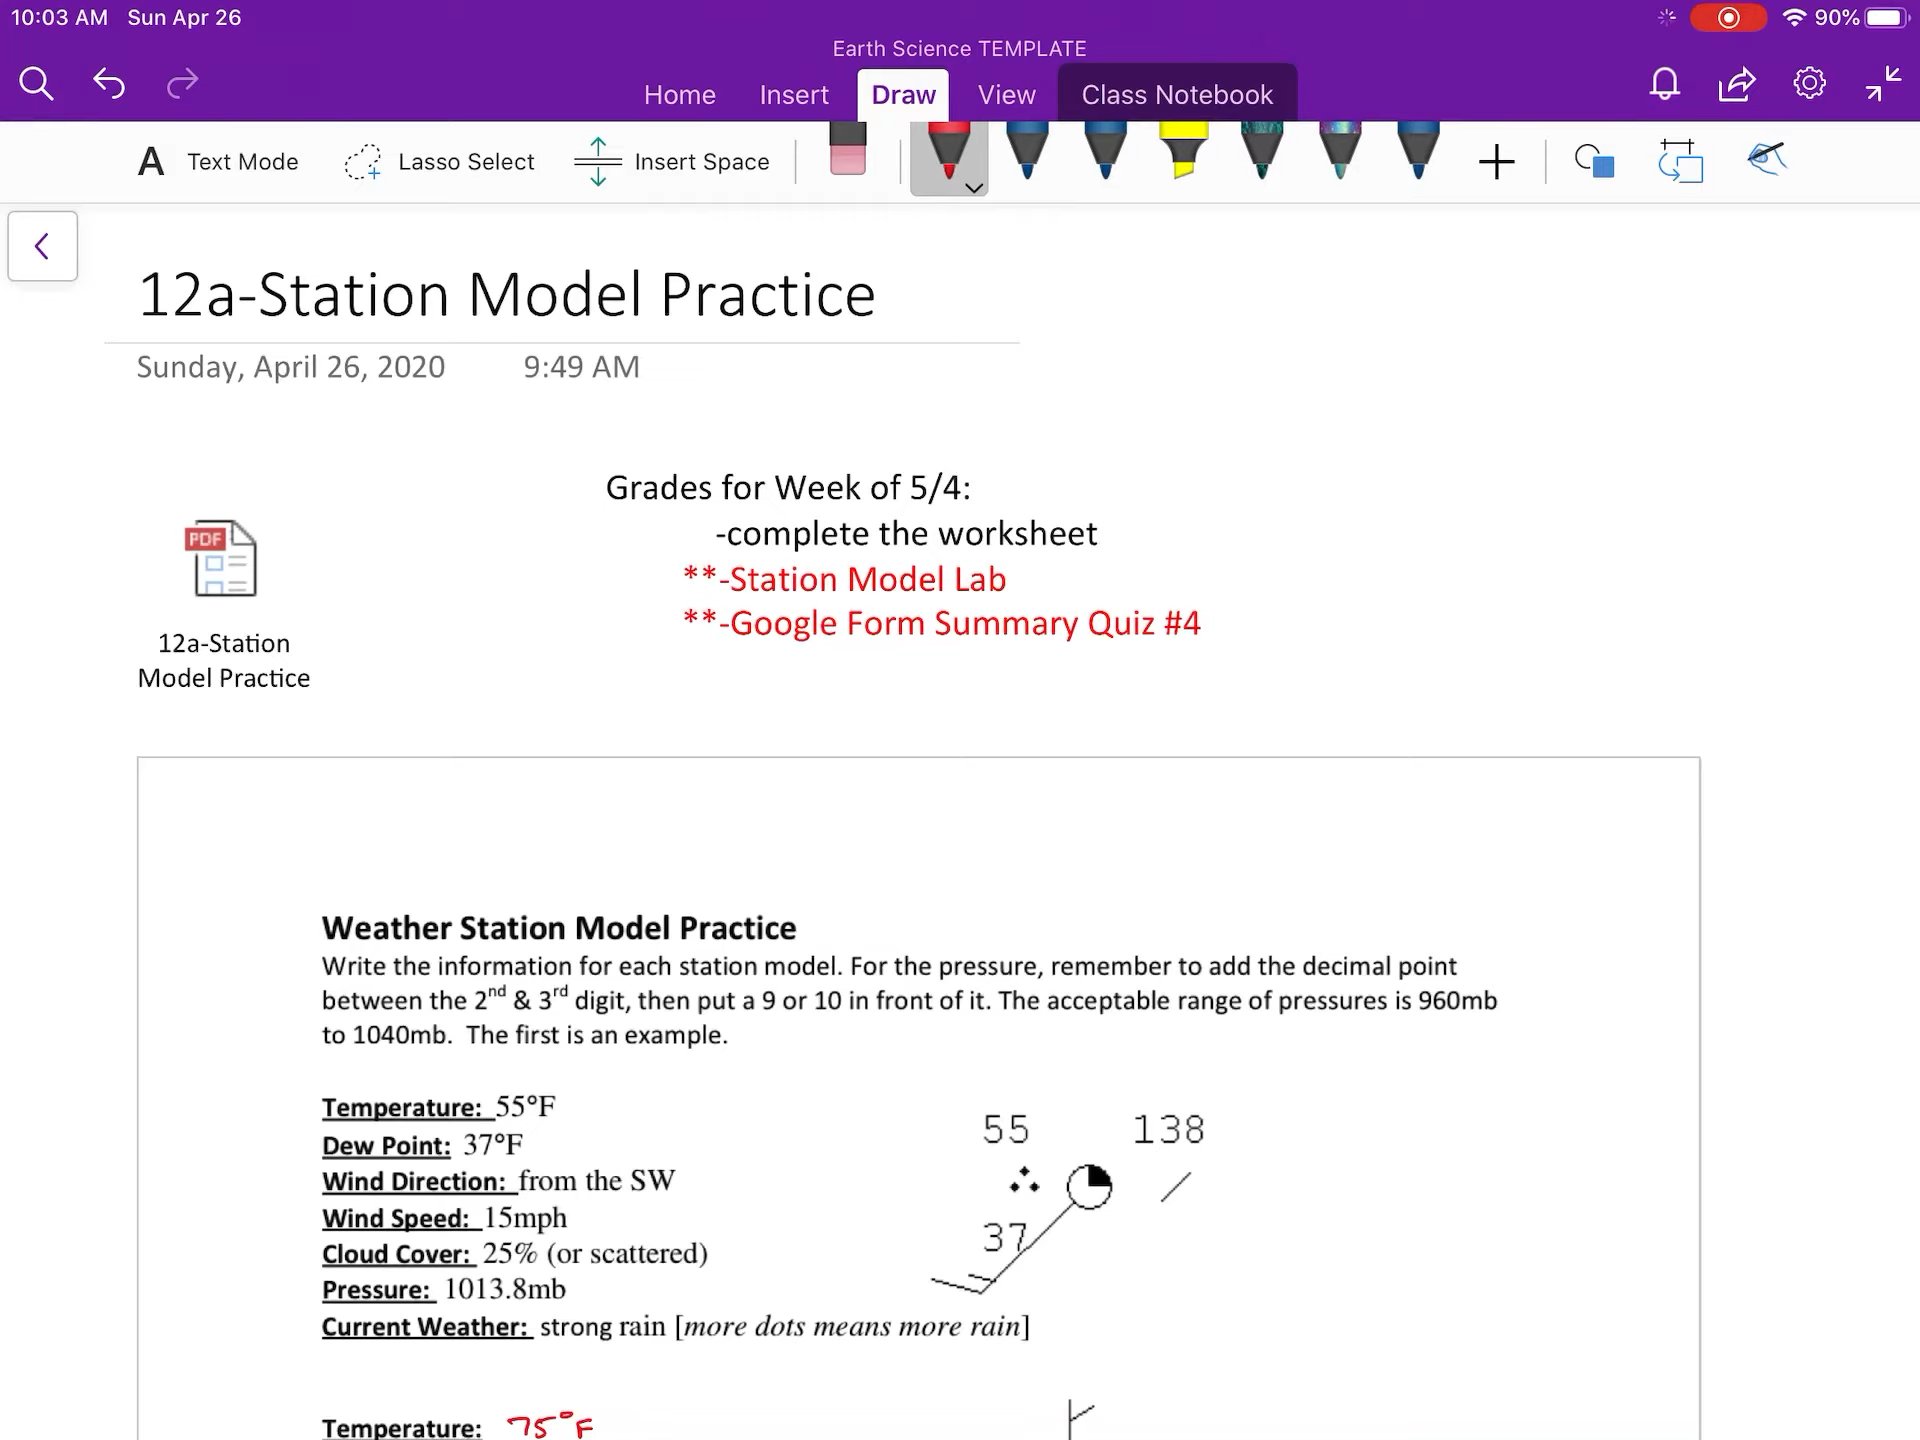 10:03 AM Sun Apr 26
90%
Earth Science TEMPLATE
Home Insert Draw View Class Notebook
A Text Mode Lasso Select Insert Space
12a-Station Model Practice
Sunday, April 26, 2020 9:49 AM
Grades for Week of 5/4:
-complete the worksheet
**-Station Model Lab
**-Google Form Summary Quiz #4
PDF
12a-Station
Model Practice
Weather Station Model Practice
Write the information for each station model. For the pressure, remember to add the decimal point
between the 2nd & 3rd digit, then put a 9 or 10 in front of it. The acceptable range of pressures is 960mb
to 1040mb. The first is an example.
Temperature: 55°F
Dew Point: 37°F
Wind Direction: from the SW
Wind Speed: 15mph
Cloud Cover: 25% (or scattered)
Pressure: 1013.8mb
Current Weather: strong rain [more dots means more rain]
55 138
37
Temperature: 75°F